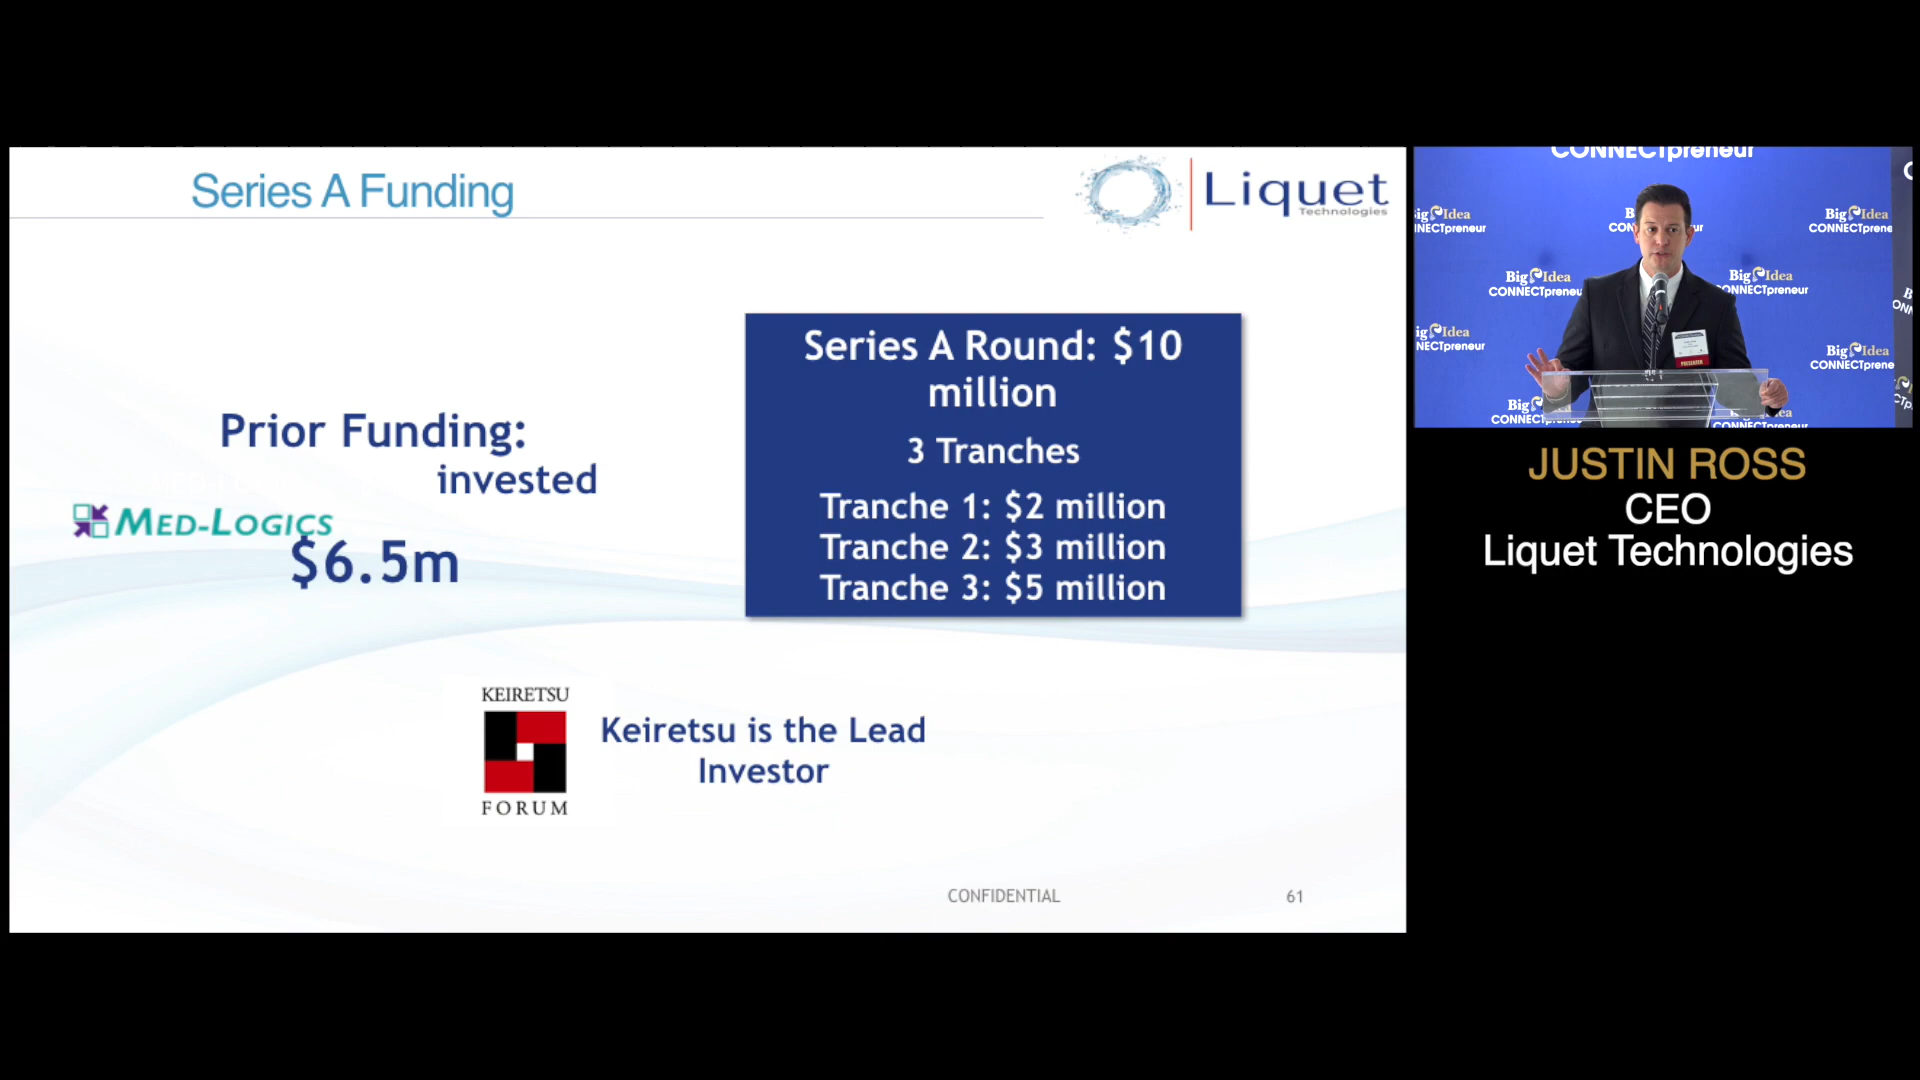 Series A Funding
Liquet
Technologies
Prior Funding:
invested
MED-LOGICS
$6.5m
Series A Round: $10
million
3 Tranches
Tranche 1: $2 million
Tranche 2: $3 million
Tranche 3: $5 million
KEIRETSU
FORUM
Keiretsu is the Lead
Investor
CONFIDENTIAL
61
CONNECTpreneur
Big Idea
CONNECTpreneur
Big Idea
CONNECTpreneur
PRESENTER
JUSTIN ROSS
CEO
Liquet Technologies